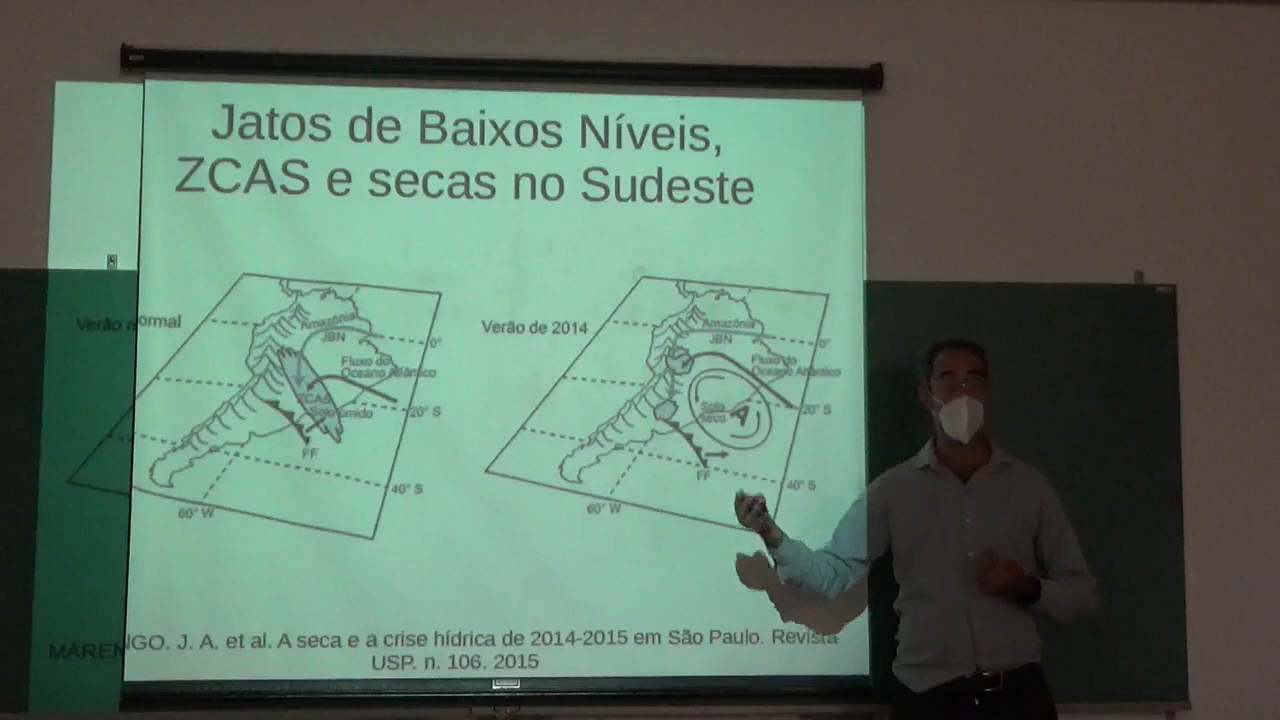 Jatos de Baixos Níveis,
ZCAS e secas no Sudeste
Verão normal
Amazônia
JBN
0°
Fluxo do
Oceano Atlântico
ZCAS
Solo úmido
20° S
FF
40° S
60° W
Verão de 2014
Amazônia
JBN
0°
Fluxo do
Oceano Atlântico
Solo
seco
A
20° S
FF
40° S
60° W
MARENGO. J. A. et al. A seca e a crise hídrica de 2014-2015 em São Paulo. Revista
USP. n. 106. 2015